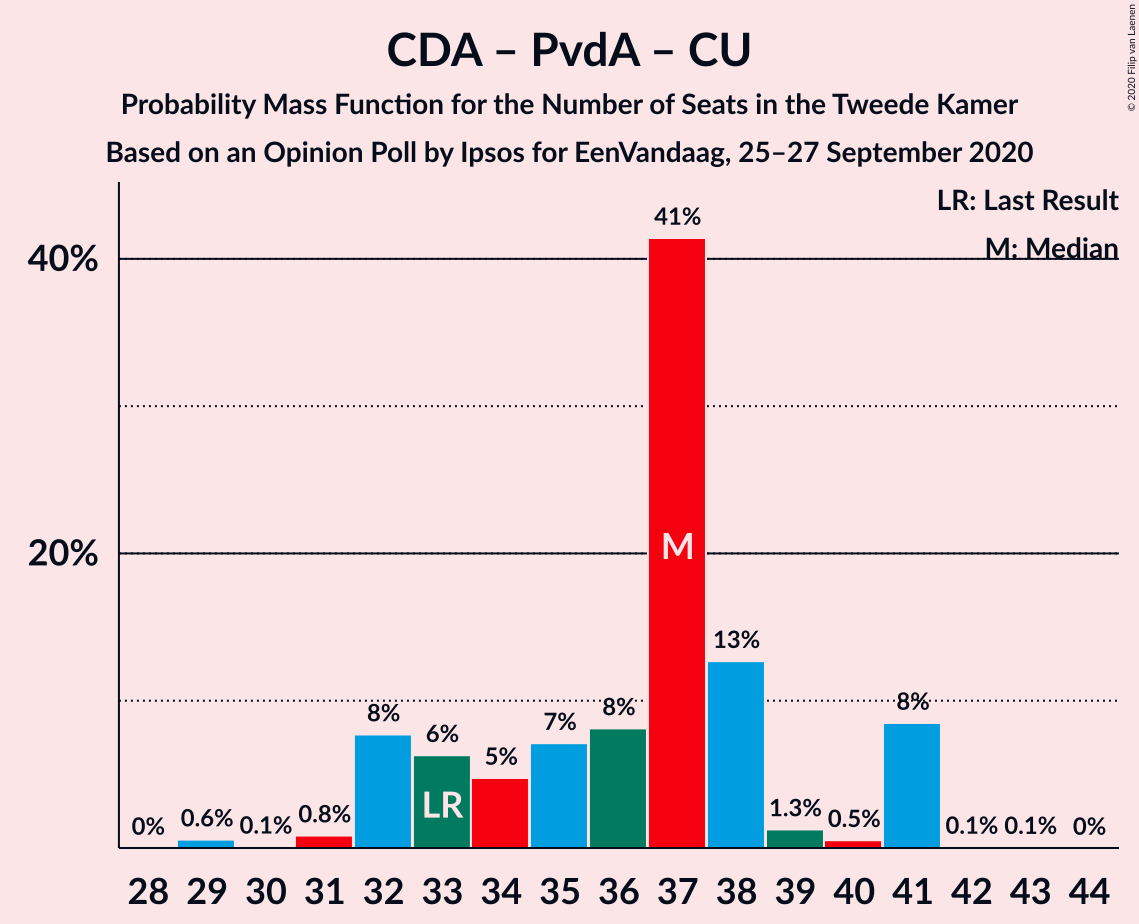 CDA – PvdA – CU
Probability Mass Function for the Number of Seats in the Tweede Kamer
Based on an Opinion Poll by Ipsos for EenVandaag, 25–27 September 2020
© 2020 Filip van Laenen
LR: Last Result
M: Median
40%
20%
0%
0.6%
0.1%
0.8%
8%
6%
5%
7%
8%
41%
13%
1.3%
0.5%
8%
0.1%
0.1%
0%
LR
M
28 29 30 31 32 33 34 35 36 37 38 39 40 41 42 43 44